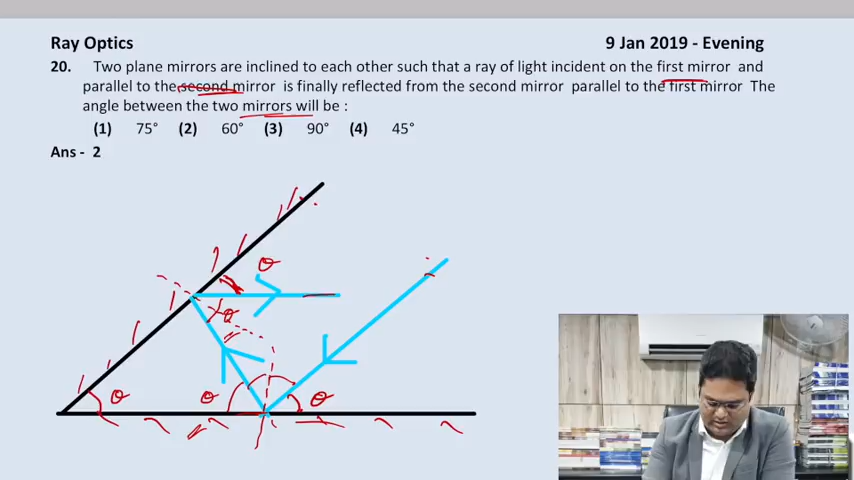 Ray Optics 9 Jan 2019 - Evening
20. Two plane mirrors are inclined to each other such that a ray of light incident on the first mirror and
parallel to the second mirror is finally reflected from the second mirror parallel to the first mirror The
angle between the two mirrors will be :
(1) 75° (2) 60° (3) 90° (4) 45°
Ans - 2
θ
θ
θ θ θ